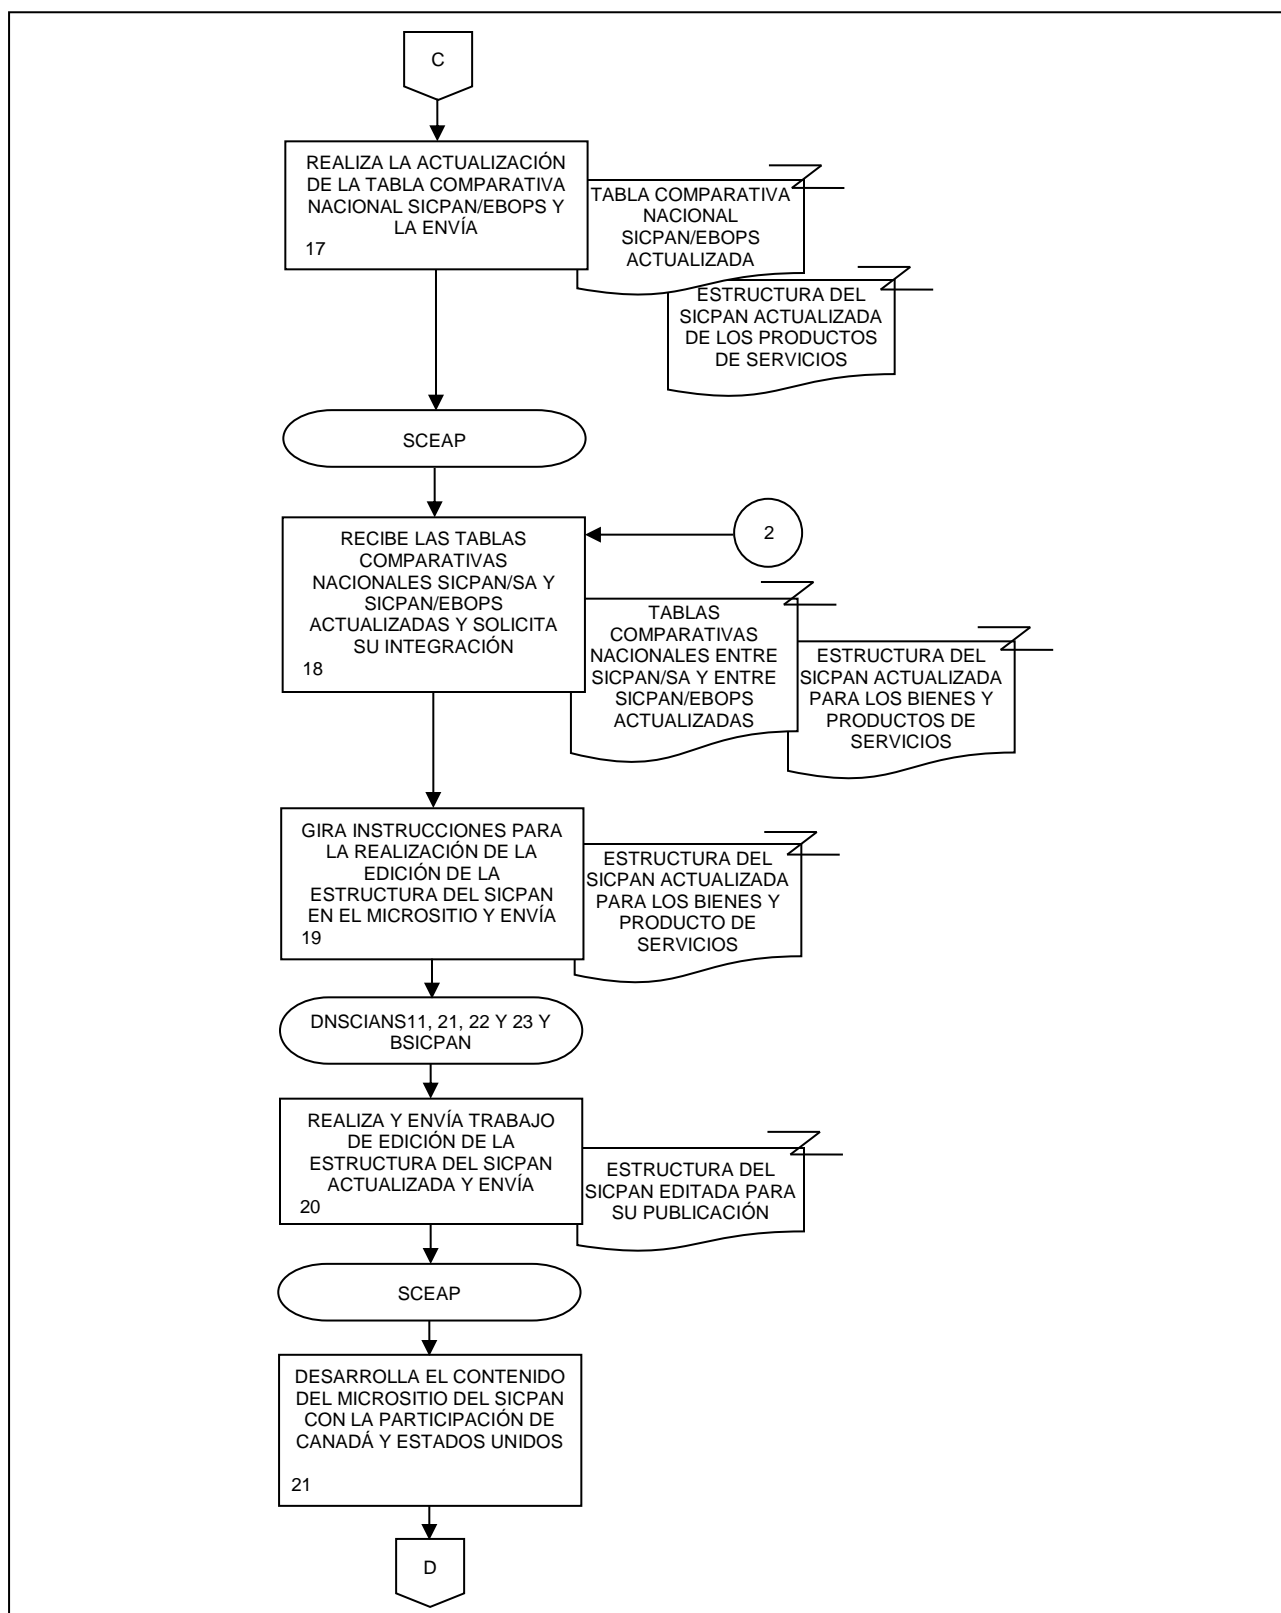 C
REALIZA LA ACTUALIZACIÓN
DE LA TABLA COMPARATIVA
NACIONAL SICPAN/EBOPS Y
LA ENVÍA
17
TABLA COMPARATIVA
NACIONAL
SICPAN/EBOPS
ACTUALIZADA
ESTRUCTURA DEL
SICPAN ACTUALIZADA
DE LOS PRODUCTOS
DE SERVICIOS
SCEAP
2
RECIBE LAS TABLAS
COMPARATIVAS
NACIONALES SICPAN/SA Y
SICPAN/EBOPS
ACTUALIZADAS Y SOLICITA
SU INTEGRACIÓN
18
TABLAS
COMPARATIVAS
NACIONALES ENTRE
SICPAN/SA Y ENTRE
SICPAN/EBOPS
ACTUALIZADAS
ESTRUCTURA DEL
SICPAN ACTUALIZADA
PARA LOS BIENES Y
PRODUCTOS DE
SERVICIOS
GIRA INSTRUCCIONES PARA
LA REALIZACIÓN DE LA
EDICIÓN DE LA
ESTRUCTURA DEL SICPAN
EN EL MICROSITIO Y ENVÍA
19
ESTRUCTURA DEL
SICPAN ACTUALIZADA
PARA LOS BIENES Y
PRODUCTO DE
SERVICIOS
DNSCIANS11, 21, 22 Y 23 Y
BSICPAN
REALIZA Y ENVÍA TRABAJO
DE EDICIÓN DE LA
ESTRUCTURA DEL SICPAN
ACTUALIZADA Y ENVÍA
20
ESTRUCTURA DEL
SICPAN EDITADA PARA
SU PUBLICACIÓN
SCEAP
DESARROLLA EL CONTENIDO
DEL MICROSITIO DEL SICPAN
CON LA PARTICIPACIÓN DE
CANADÁ Y ESTADOS UNIDOS
21
D